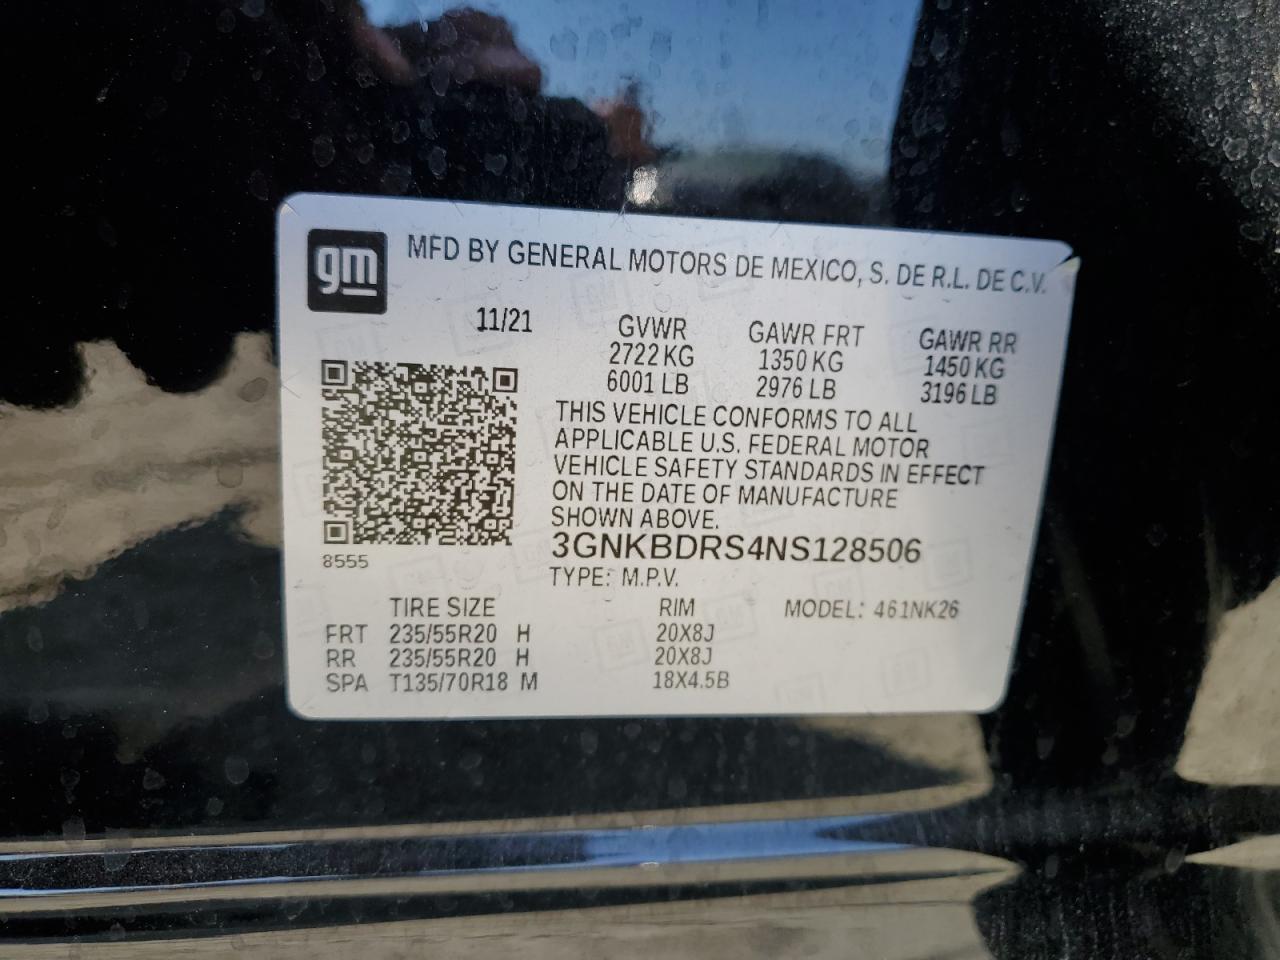 gm MFD BY GENERAL MOTORS DE MEXICO, S. DE R.L. DE C.V.
11/21 GVWR GAWR FRT GAWR RR
2722 KG 1350 KG 1450 KG
6001 LB 2976 LB 3196 LB
THIS VEHICLE CONFORMS TO ALL
APPLICABLE U.S. FEDERAL MOTOR
VEHICLE SAFETY STANDARDS IN EFFECT
ON THE DATE OF MANUFACTURE
SHOWN ABOVE.
3GNKBDRS4NS128506
8555
TYPE: M.P.V.
TIRE SIZE RIM MODEL: 461NK26
FRT 235/55R20 H 20X8J
RR 235/55R20 H 20X8J
SPA T135/70R18 M 18X4.5B